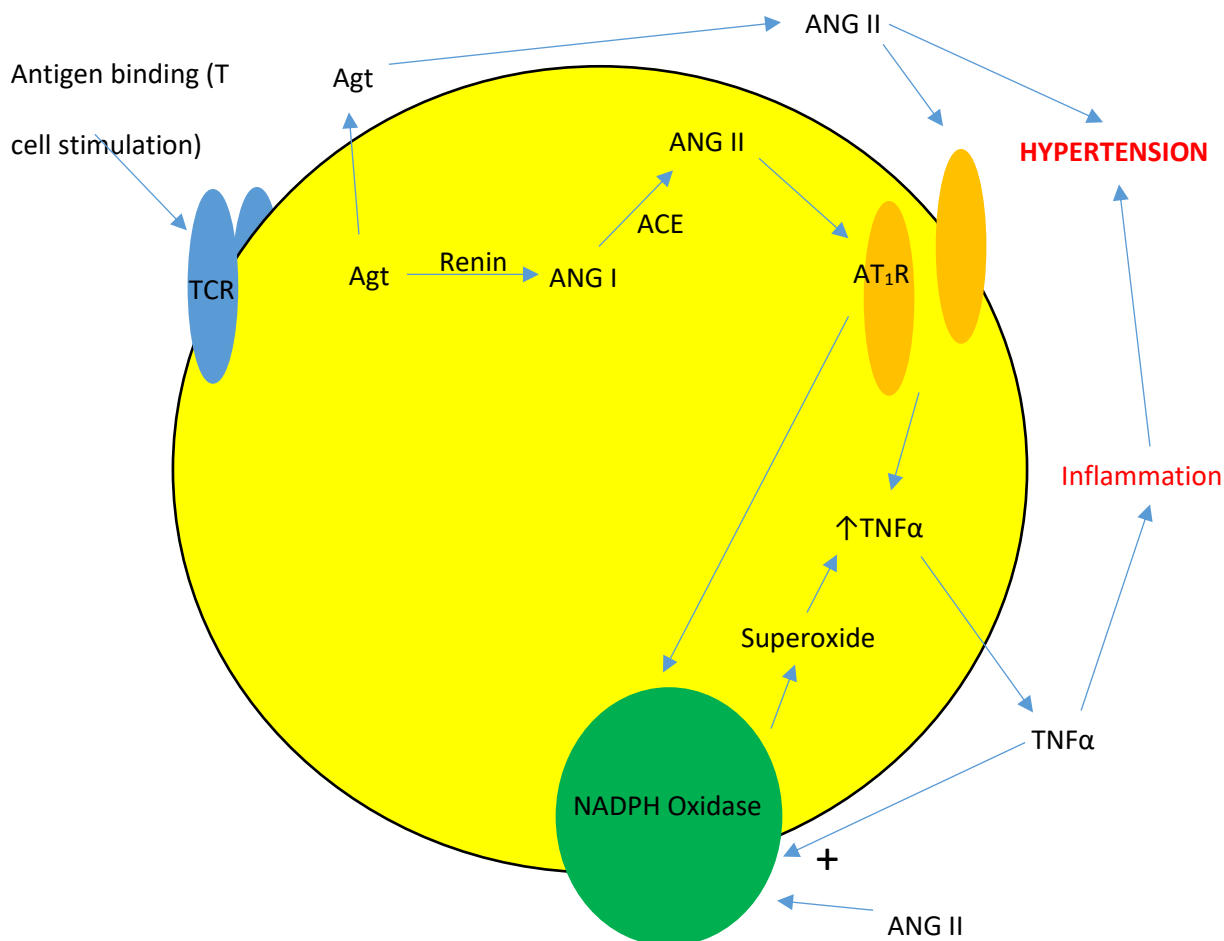 ANG II
Antigen binding (T
cell stimulation)
Agt
ANG II
HYPERTENSION
ACE
Renin
TCR
Agt
ANG I
AT₁R
Inflammation
↑TNFα
Superoxide
TNFα
NADPH Oxidase
+
ANG II